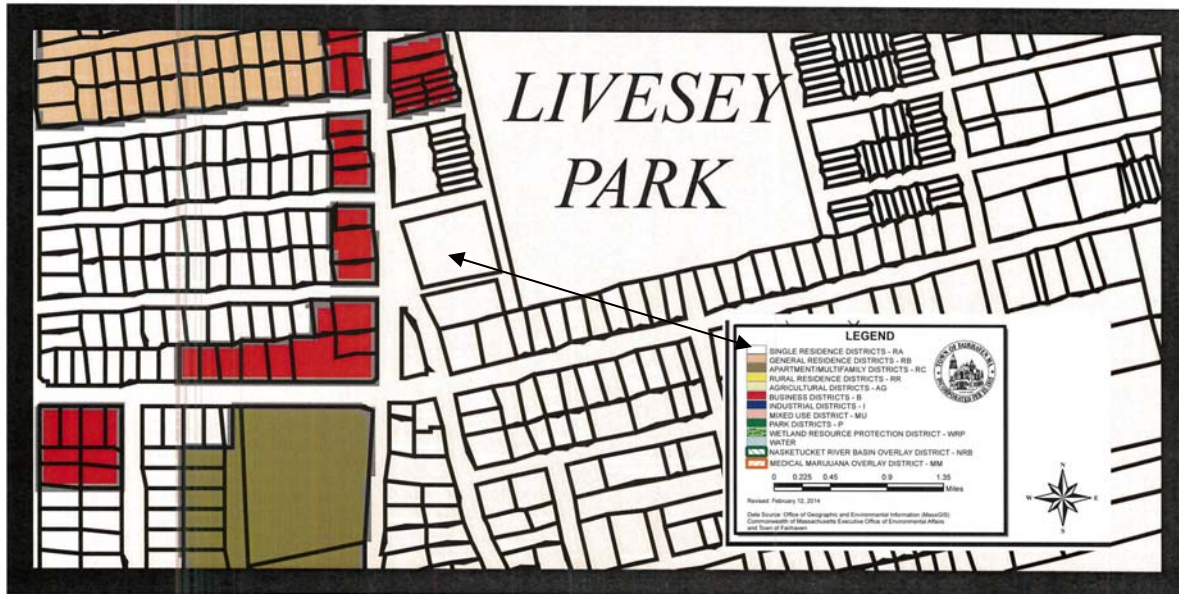 LIVESEY
PARK
LEGEND
SINGLE RESIDENCE DISTRICTS - RA
GENERAL RESIDENCE DISTRICTS - RB
APARTMENT/MULTIFAMILY DISTRICTS - RC
RURAL RESIDENCE DISTRICTS - RR
AGRICULTURAL DISTRICTS - AG
BUSINESS DISTRICTS - B
INDUSTRIAL DISTRICTS - I
MIXED USE DISTRICT - MU
PARK DISTRICTS - P
WETLAND RESOURCE PROTECTION DISTRICT - WRP
WATER
NASKETUCKET RIVER BASIN OVERLAY DISTRICT - NRB
MEDICAL MARIJUANA OVERLAY DISTRICT - MM
TOWN OF FAIRHAVEN
0 0.225 0.45 0.9 1.35
Miles
Revised: February 12, 2014
Data Source: Office of Geographic and Environmental Information (MassGIS)
Commonwealth of Massachusetts Executive Office of Environmental Affairs
and Town of Fairhaven
N
W E
S